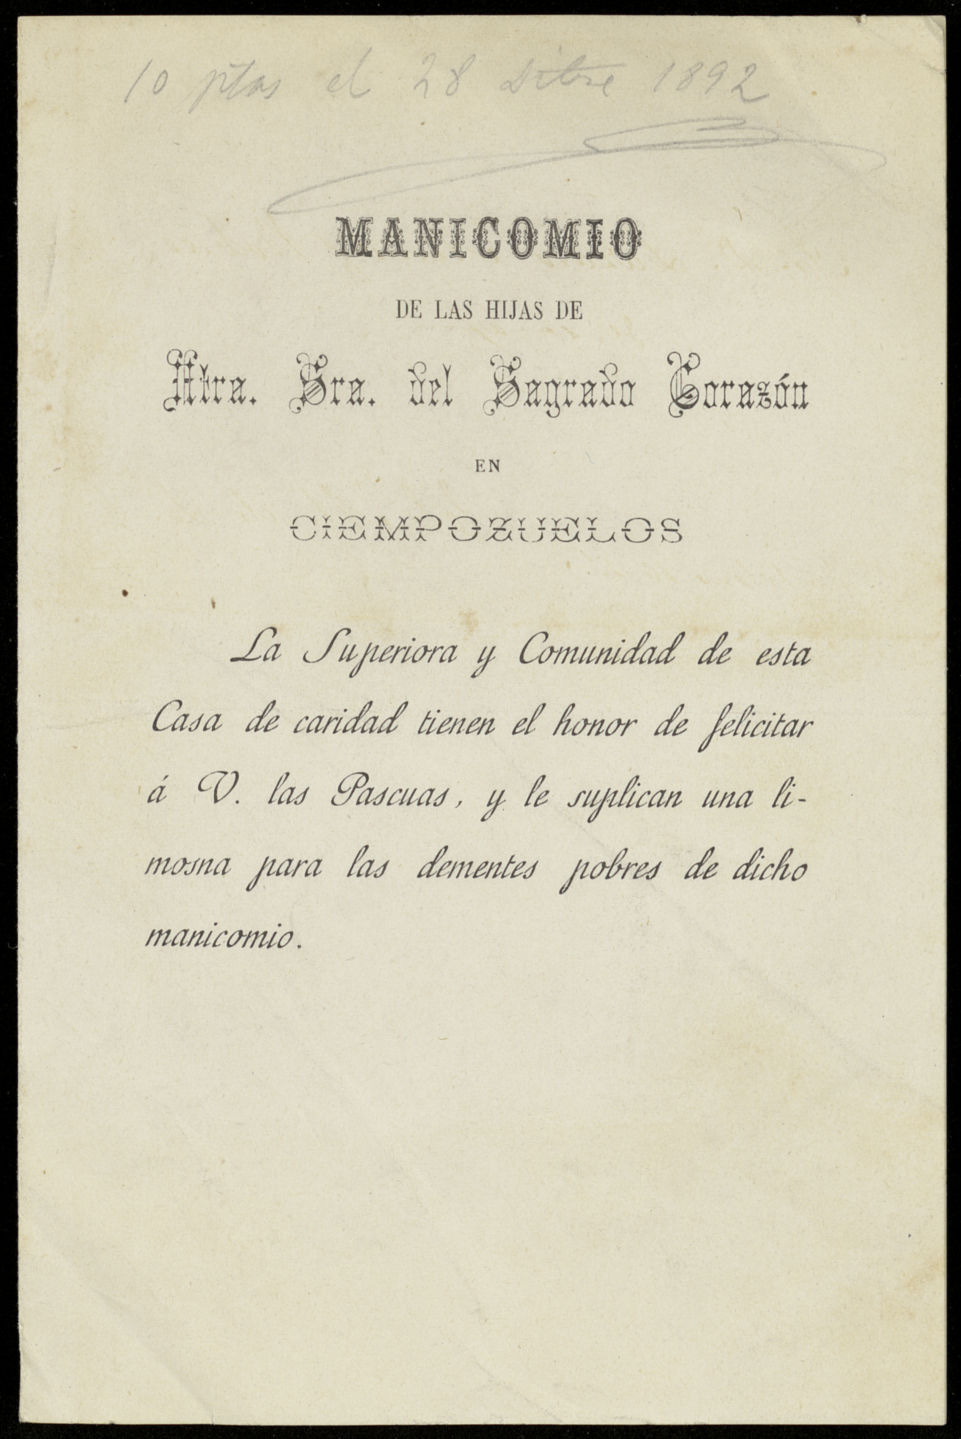 10 ptas el 28 Dibre 1892
MANICOMIO
DE LAS HIJAS DE
Ntra. Sra. del Sagrado Corazón
EN
CIEMPOZUELOS
La Superiora y Comunidad de esta
Casa de caridad tienen el honor de felicitar
á V. las Pascuas, y le suplican una li-
mosna para las dementes pobres de dicho
manicomio.